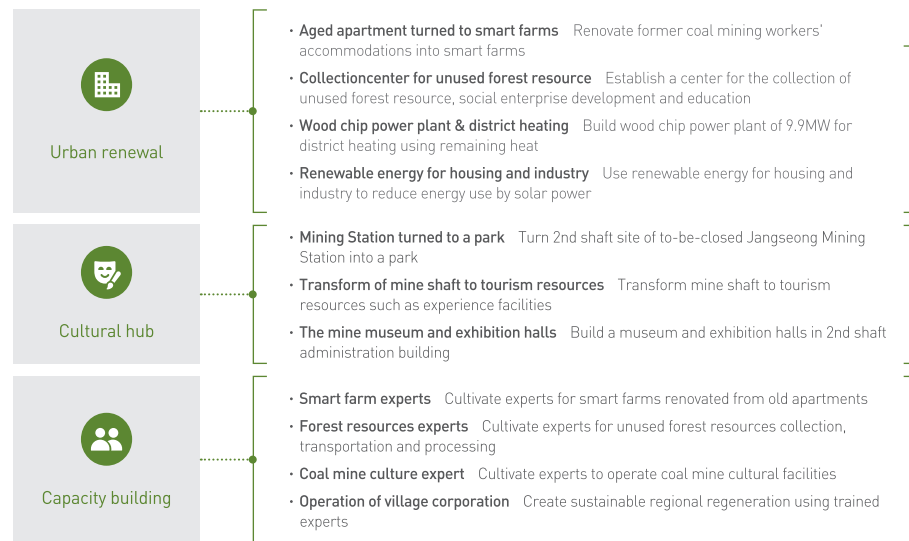 Urban renewal
· Aged apartment turned to smart farms Renovate former coal mining workers'
accommodations into smart farms
· Collectioncenter for unused forest resource Establish a center for the collection of
unused forest resource, social enterprise development and education
· Wood chip power plant & district heating Build wood chip power plant of 9.9MW for
district heating using remaining heat
· Renewable energy for housing and industry Use renewable energy for housing and
industry to reduce energy use by solar power
Cultural hub
· Mining Station turned to a park Turn 2nd shaft site of to-be-closed Jangseong Mining
Station into a park
· Transform of mine shaft to tourism resources Transform mine shaft to tourism
resources such as experience facilities
· The mine museum and exhibition halls Build a museum and exhibition halls in 2nd shaft
administration building
Capacity building
· Smart farm experts Cultivate experts for smart farms renovated from old apartments
· Forest resources experts Cultivate experts for unused forest resources collection,
transportation and processing
· Coal mine culture expert Cultivate experts to operate coal mine cultural facilities
· Operation of village corporation Create sustainable regional regeneration using trained
experts